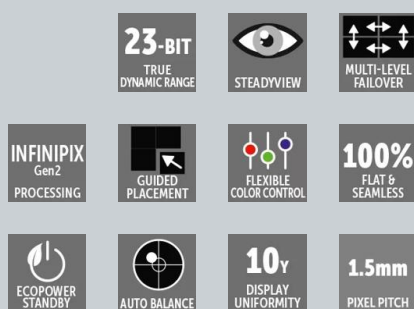 23-BIT
TRUE
DYNAMIC RANGE
STEADYVIEW
MULTI-LEVEL
FAILOVER
INFINIPIX
Gen2
PROCESSING
GUIDED
PLACEMENT
FLEXIBLE
COLOR CONTROL
100%
FLAT &
SEAMLESS
ECOPOWER
STANDBY
AUTO BALANCE
10Y
DISPLAY
UNIFORMITY
1.5mm
PIXEL PITCH